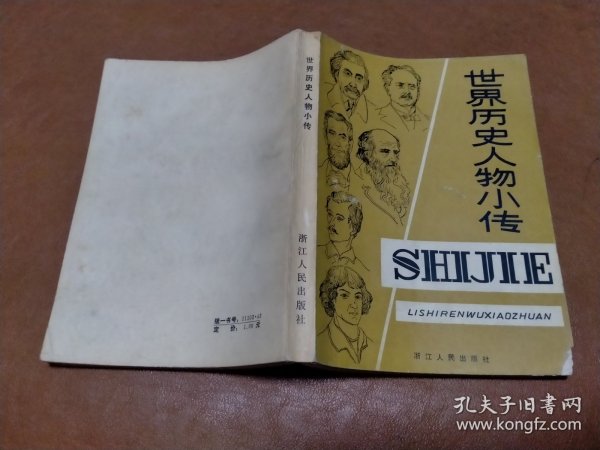 世界历史人物小传
SHIJIE
LISHIRENWUXIAOZHUAN
浙江人民出版社
世界历史人物小传
浙江人民出版社
统一书号：
定 价： 元
孔夫子旧书网
www.kongfz.com